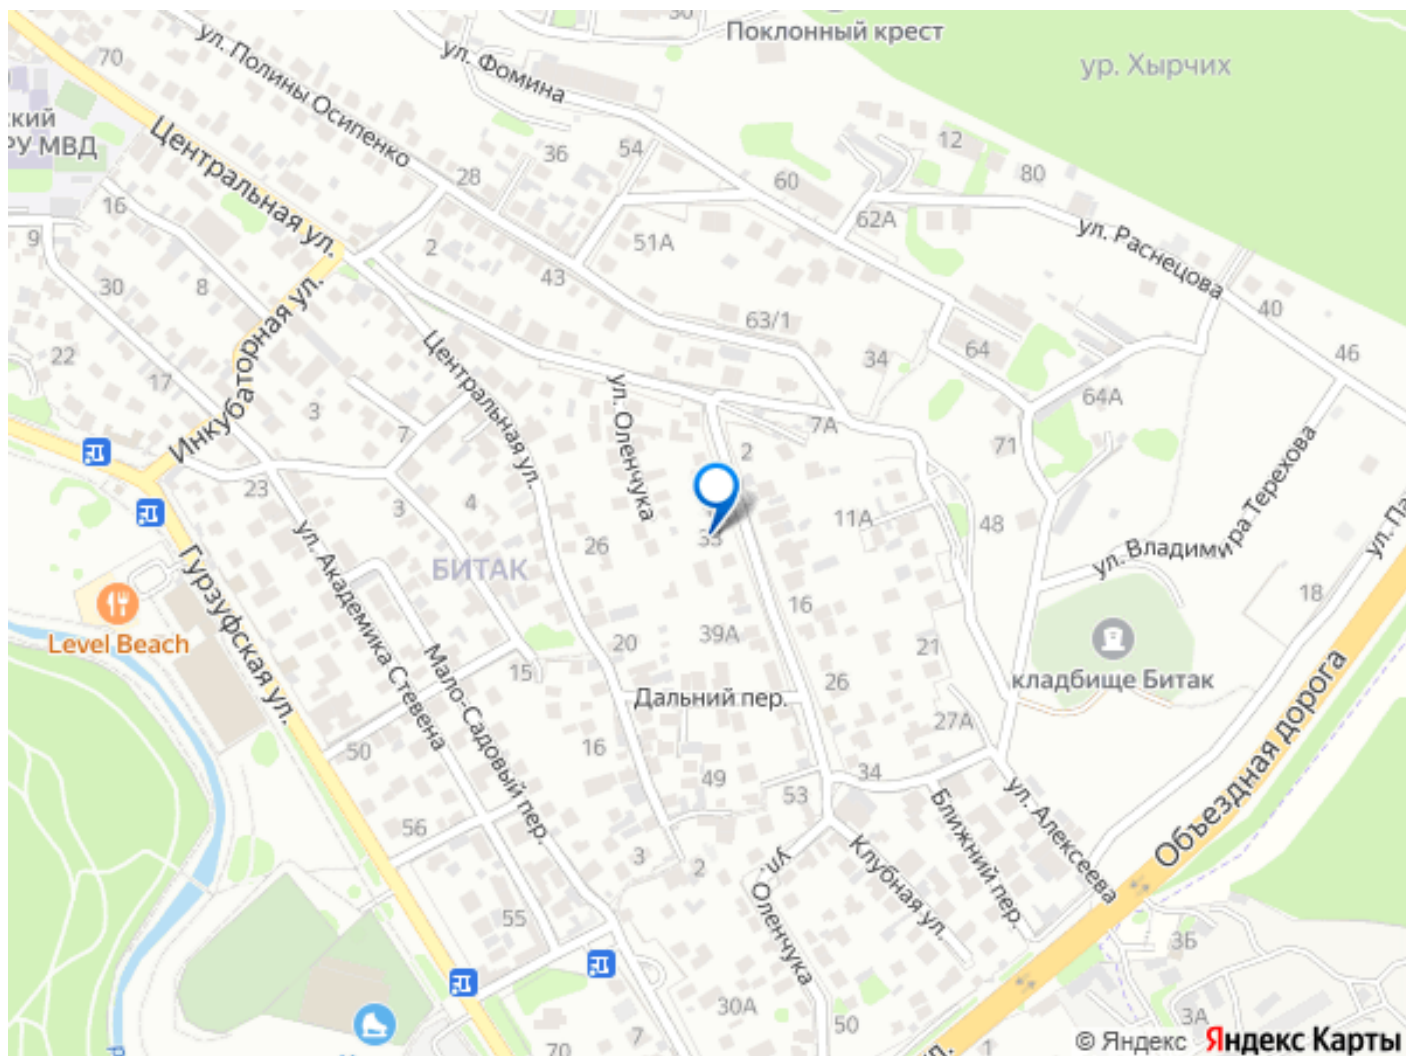 30
Поклонный крест
ул. Полины Осипенко
ул. Фомина
ур. Хырчих
70
ский
РУ МВД
Центральная ул.
36
54
12
28
60
80
16
62А
9
2
51А
ул. Раснецова
8
43
30
40
63/1
Инкубаторная ул.
22
Центральная ул.
34
64
46
17
ул. Оленчука
3
64А
7
7А
71
2
23
4
3
11А
48
ул. Владимира Терехова
33
26
БИТАК
ул. Академика Стевена
Гурзуфская ул.
18
16
Level Beach
20
39А
21
15
Мало-Садовый пер.
Дальний пер.
26
кладбище Битак
27А
Объездная дорога
50
16
49
34
53
ул. Алексеева
Ближний пер.
56
3
2
Клубная ул.
ул. Оленчука
55
3Б
30А
50
3А
7
70
1
© Яндекс
Яндекс Карты